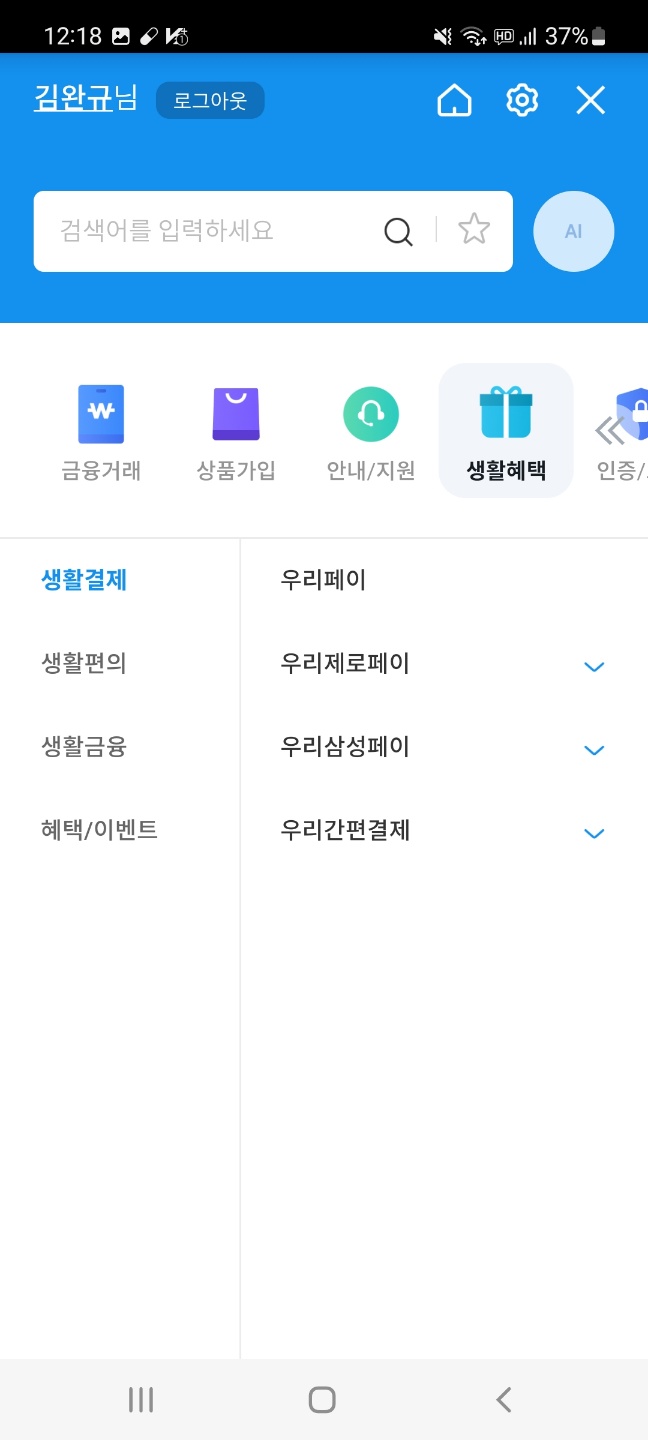 12:18 HD 37%
김완규님 로그아웃
검색어를 입력하세요 AI
금융거래 상품가입 안내/지원 생활혜택 인증/
생활결제 우리페이
생활편의 우리제로페이
생활금융 우리삼성페이
혜택/이벤트 우리간편결제